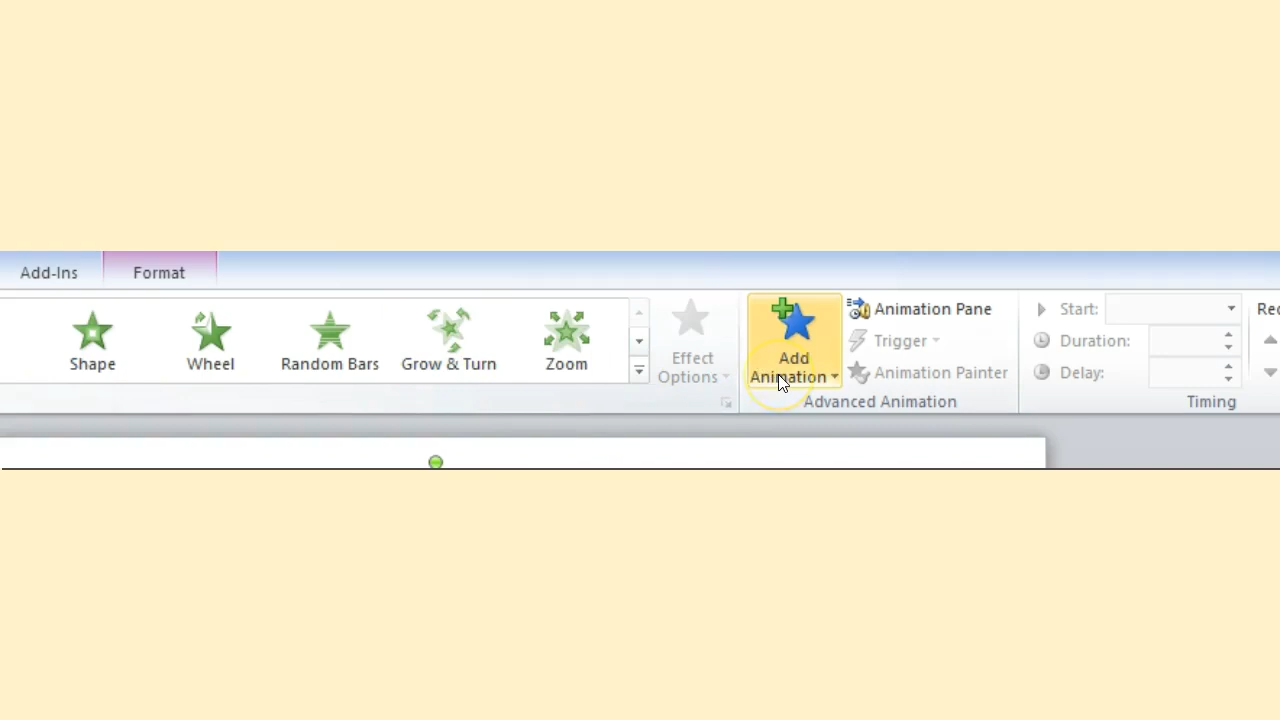 Add-Ins Format
Shape Wheel Random Bars Grow & Turn Zoom
Effect
Options
Add
Animation
Animation Pane
Trigger
Animation Painter
Advanced Animation
Start:
Duration:
Delay:
Timing